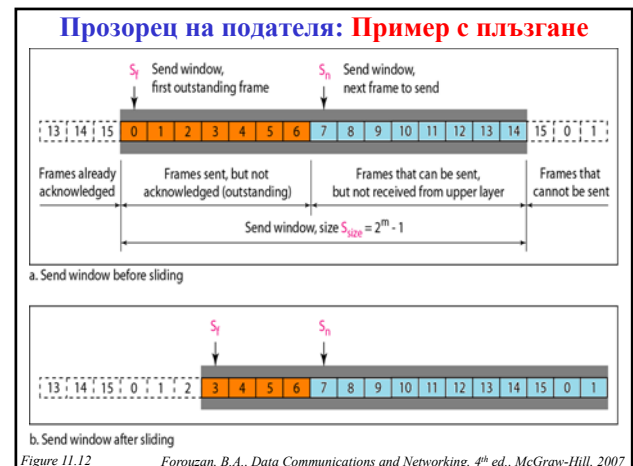 Прозорец на подателя: Пример с плъзгане
Sf Send window, first outstanding frame
Sn Send window, next frame to send
13 14 15 0 1 2 3 4 5 6 7 8 9 10 11 12 13 14 15 0 1
Frames already acknowledged
Frames sent, but not acknowledged (outstanding)
Frames that can be sent, but not received from upper layer
Frames that cannot be sent
Send window, size Ssize = 2^m - 1
a. Send window before sliding
Sf Sn
13 14 15 0 1 2 3 4 5 6 7 8 9 10 11 12 13 14 15 0 1
b. Send window after sliding
Figure 11.12 Forouzan, B.A., Data Communications and Networking, 4th ed., McGraw-Hill, 2007